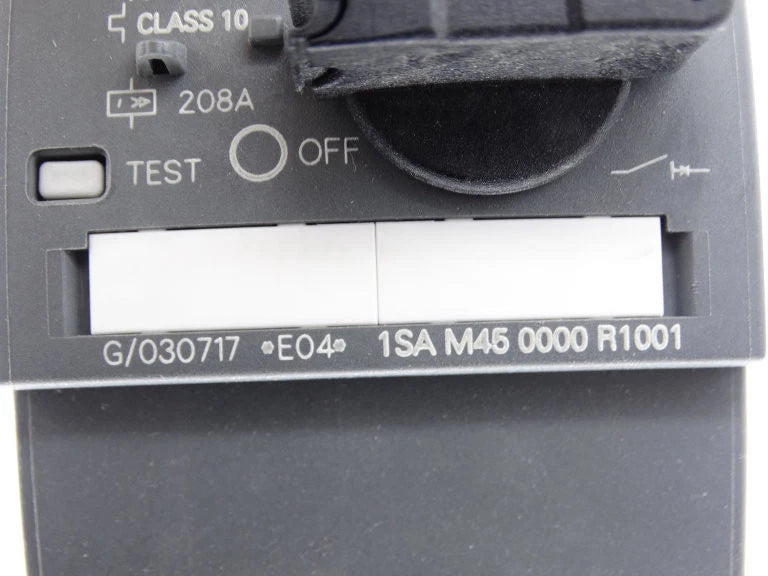 CLASS 10
208A
TEST
OFF
G/030717 *E04* 1SA M45 0000 R1001